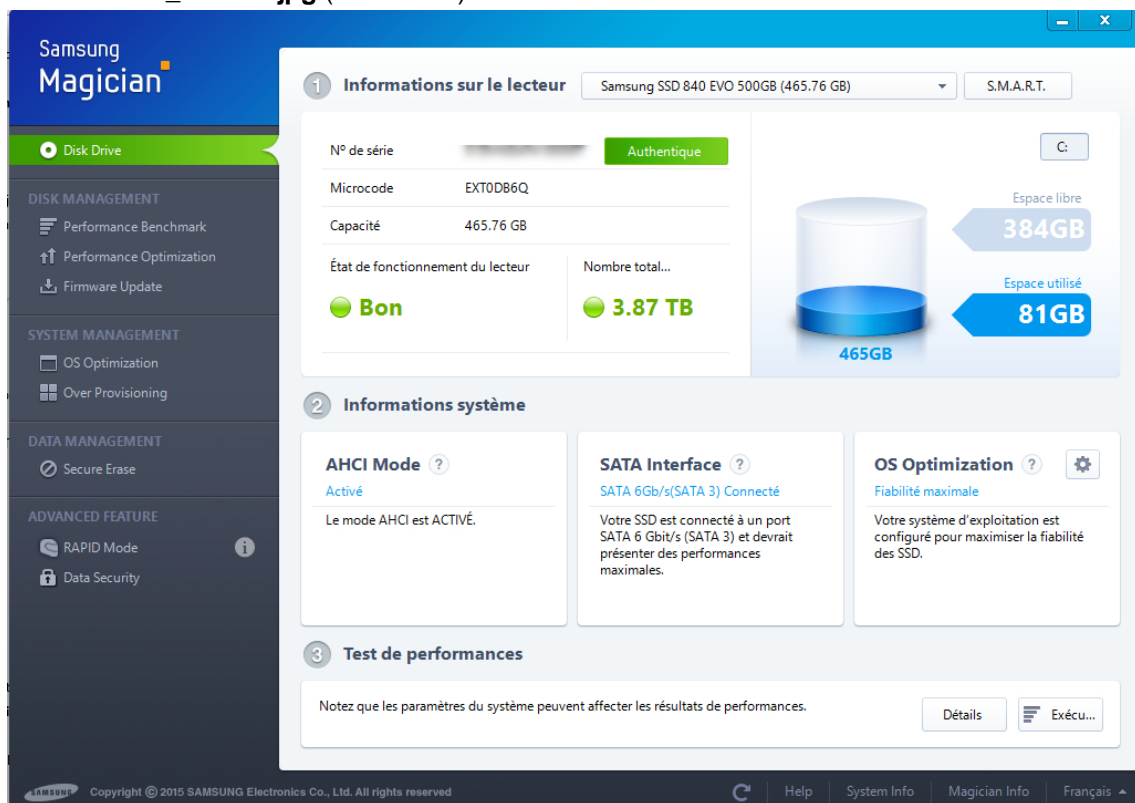 jpg
Samsung
Magician
1 Informations sur le lecteur
Samsung SSD 840 EVO 500GB (465.76 GB)
S.M.A.R.T.
Disk Drive
DISK MANAGEMENT
Performance Benchmark
Performance Optimization
Firmware Update
SYSTEM MANAGEMENT
OS Optimization
Over Provisioning
DATA MANAGEMENT
Secure Erase
ADVANCED FEATURE
RAPID Mode
Data Security
Nº de série
Authentique
Microcode EXT0DB6Q
Capacité 465.76 GB
État de fonctionnement du lecteur
Bon
Nombre total...
3.87 TB
C:
Espace libre
384GB
Espace utilisé
81GB
465GB
2 Informations système
AHCI Mode ?
Activé
Le mode AHCI est ACTIVÉ.
SATA Interface ?
SATA 6Gb/s(SATA 3) Connecté
Votre SSD est connecté à un port
SATA 6 Gbit/s (SATA 3) et devrait
présenter des performances
maximales.
OS Optimization ?
Fiabilité maximale
Votre système d'exploitation est
configuré pour maximiser la fiabilité
des SSD.
3 Test de performances
Notez que les paramètres du système peuvent affecter les résultats de performances.
Détails
Exécu...
SAMSUNG Copyright © 2015 SAMSUNG Electronics Co., Ltd. All rights reserved
Help
System Info
Magician Info
Français